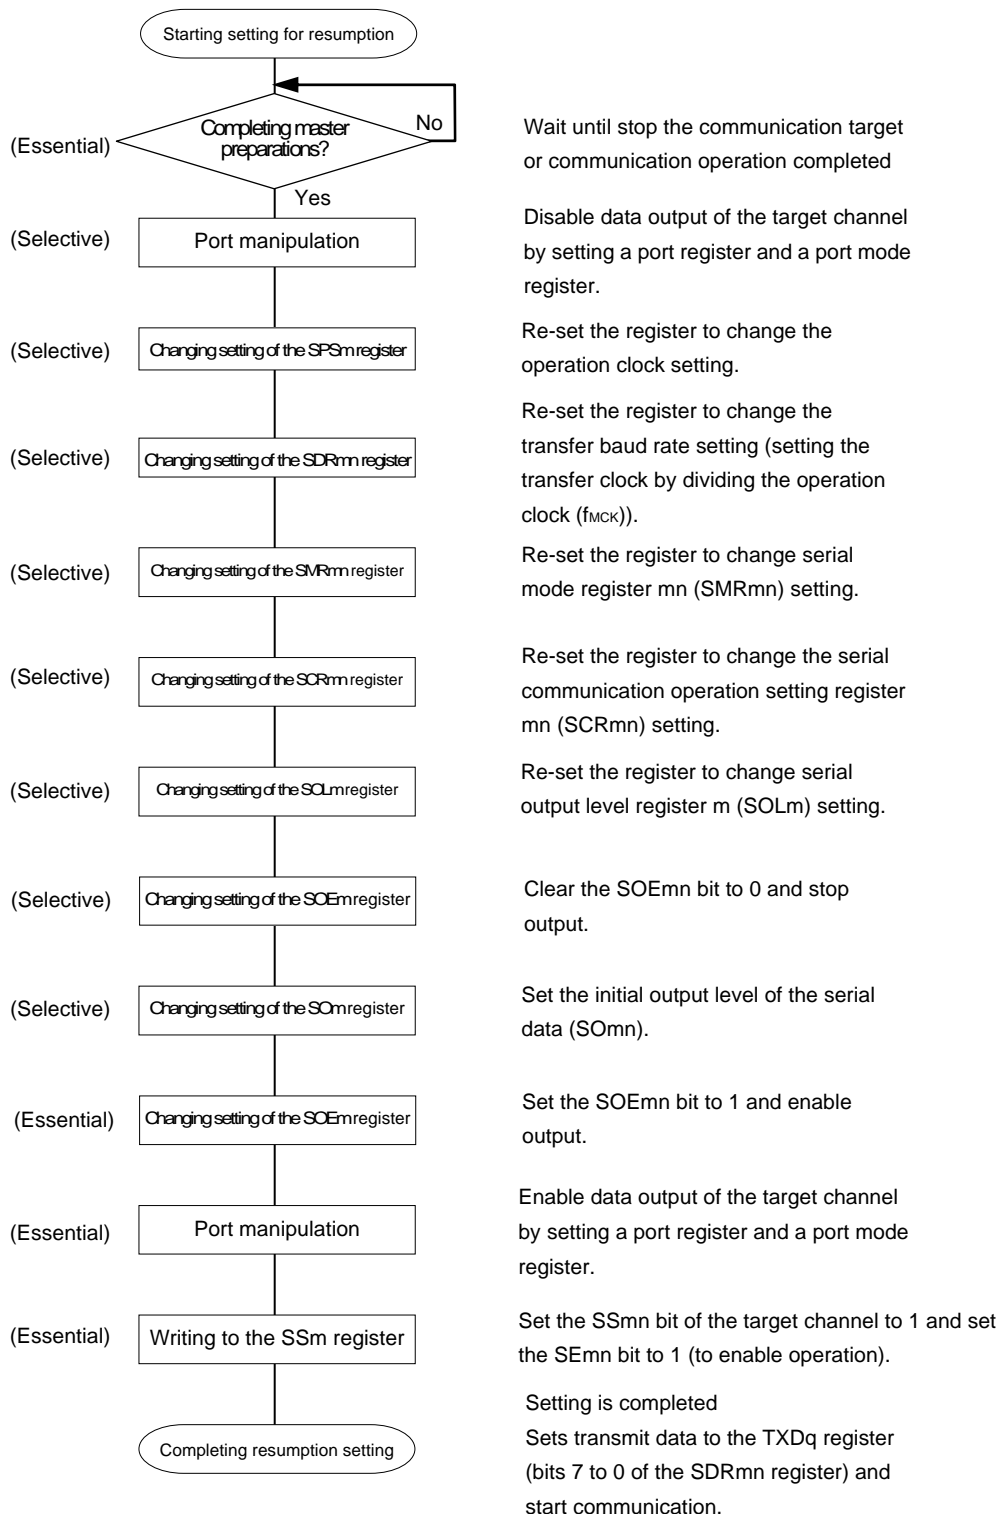 Starting setting for resumption
(Essential)
Completing master
preparations?
No
Wait until stop the communication target
or communication operation completed
Yes
(Selective)
Port manipulation
Disable data output of the target channel
by setting a port register and a port mode
register.
(Selective)
Changing setting of the SPSm register
Re-set the register to change the
operation clock setting.
(Selective)
Changing setting of the SDRmn register
Re-set the register to change the
transfer baud rate setting (setting the
transfer clock by dividing the operation
clock (fMCK)).
(Selective)
Changing setting of the SMRmn register
Re-set the register to change serial
mode register mn (SMRmn) setting.
(Selective)
Changing setting of the SCRmn register
Re-set the register to change the serial
communication operation setting register
mn (SCRmn) setting.
(Selective)
Changing setting of the SOLm register
Re-set the register to change serial
output level register m (SOLm) setting.
(Selective)
Changing setting of the SOEm register
Clear the SOEmn bit to 0 and stop
output.
(Selective)
Changing setting of the SOm register
Set the initial output level of the serial
data (SOmn).
(Essential)
Changing setting of the SOEm register
Set the SOEmn bit to 1 and enable
output.
(Essential)
Port manipulation
Enable data output of the target channel
by setting a port register and a port mode
register.
(Essential)
Writing to the SSm register
Set the SSmn bit of the target channel to 1 and set
the SEmn bit to 1 (to enable operation).
Completing resumption setting
Setting is completed
Sets transmit data to the TXDq register
(bits 7 to 0 of the SDRmn register) and
start communication.